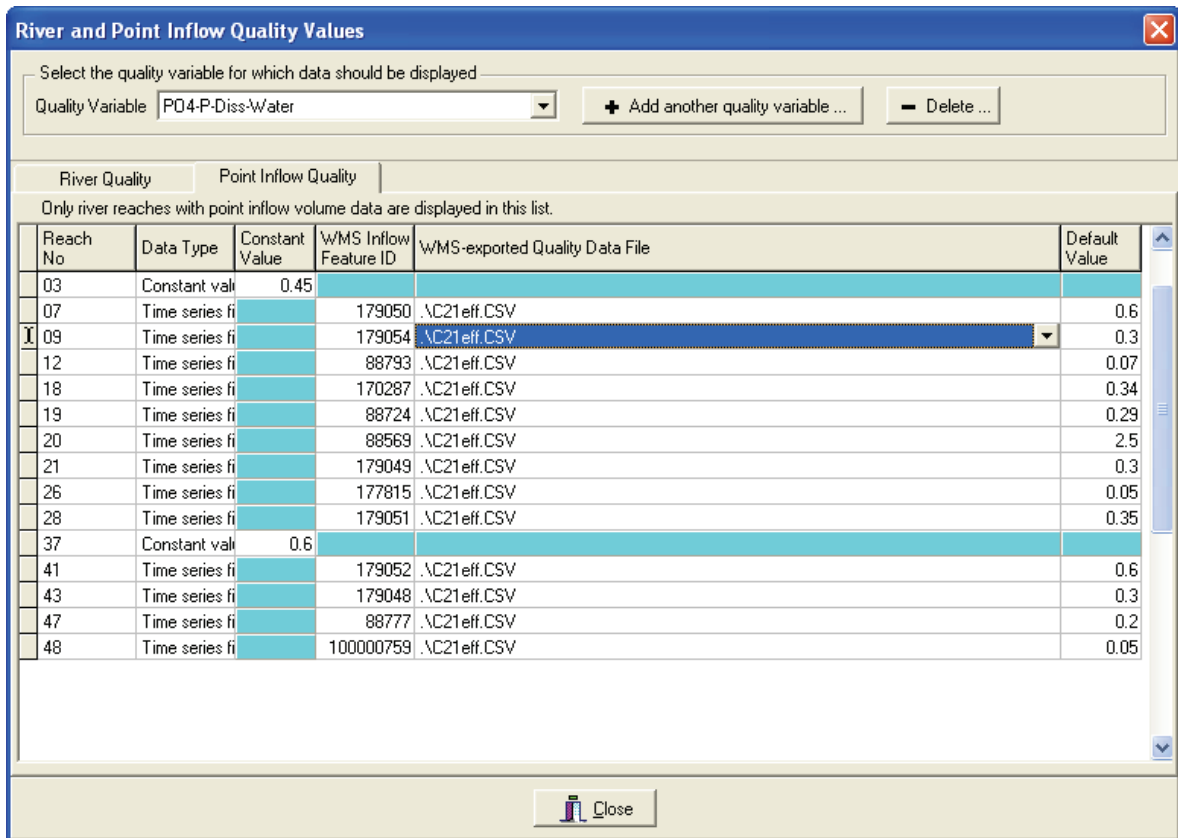 River and Point Inflow Quality Values
Select the quality variable for which data should be displayed
Quality Variable PO4-P-Diss-Water + Add another quality variable ... − Delete ...
River Quality Point Inflow Quality
Only river reaches with point inflow volume data are displayed in this list.
Reach No Data Type Constant Value WMS Inflow Feature ID WMS-exported Quality Data File Default Value
03 Constant valu 0.45
07 Time series fi 179050 .\C21eff.CSV 0.6
09 Time series fi 179054 .\C21eff.CSV 0.3
12 Time series fi 88793 .\C21eff.CSV 0.07
18 Time series fi 170287 .\C21eff.CSV 0.34
19 Time series fi 88724 .\C21eff.CSV 0.29
20 Time series fi 88569 .\C21eff.CSV 2.5
21 Time series fi 179049 .\C21eff.CSV 0.3
26 Time series fi 177815 .\C21eff.CSV 0.05
28 Time series fi 179051 .\C21eff.CSV 0.35
37 Constant valu 0.6
41 Time series fi 179052 .\C21eff.CSV 0.6
43 Time series fi 179048 .\C21eff.CSV 0.3
47 Time series fi 88777 .\C21eff.CSV 0.2
48 Time series fi 100000759 .\C21eff.CSV 0.05
Close